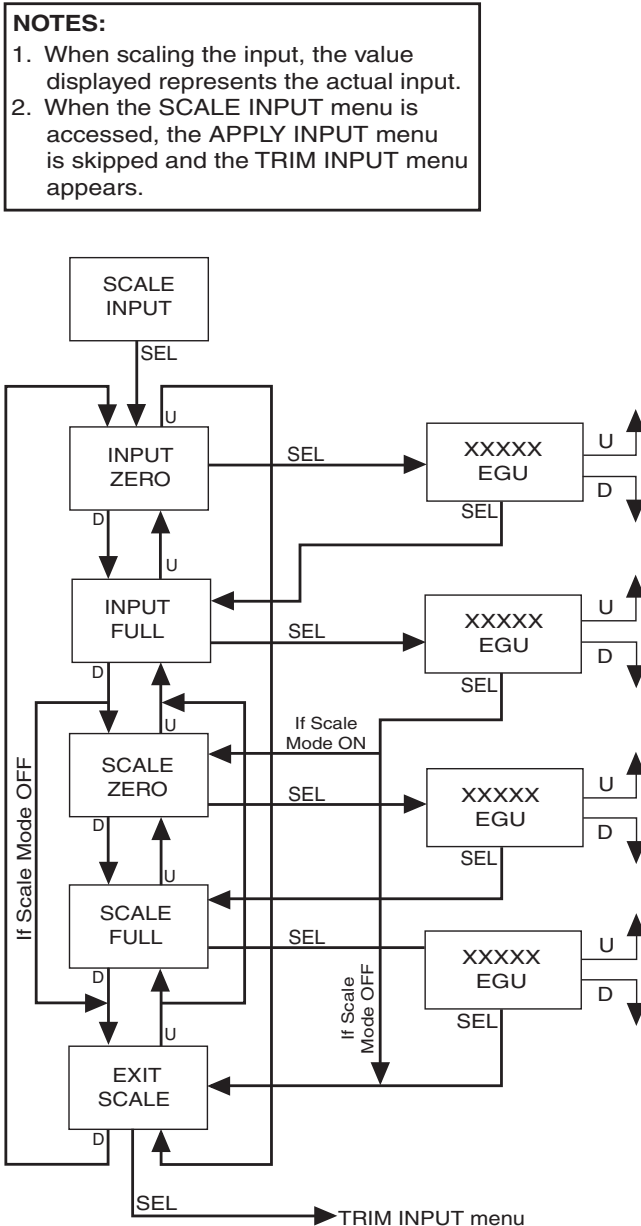 NOTES:
1. When scaling the input, the value
displayed represents the actual input.
2. When the SCALE INPUT menu is
accessed, the APPLY INPUT menu
is skipped and the TRIM INPUT menu
appears.
SCALE
INPUT
SEL
U
INPUT
ZERO
SEL
XXXXX
EGU
U
D
SEL
D
U
INPUT
FULL
SEL
XXXXX
EGU
U
D
SEL
D
If Scale
Mode ON
U
SCALE
ZERO
SEL
XXXXX
EGU
U
D
SEL
D
U
If Scale Mode OFF
SCALE
FULL
SEL
XXXXX
EGU
U
D
SEL
D
U
If Scale
Mode OFF
EXIT
SCALE
D
SEL
TRIM INPUT menu